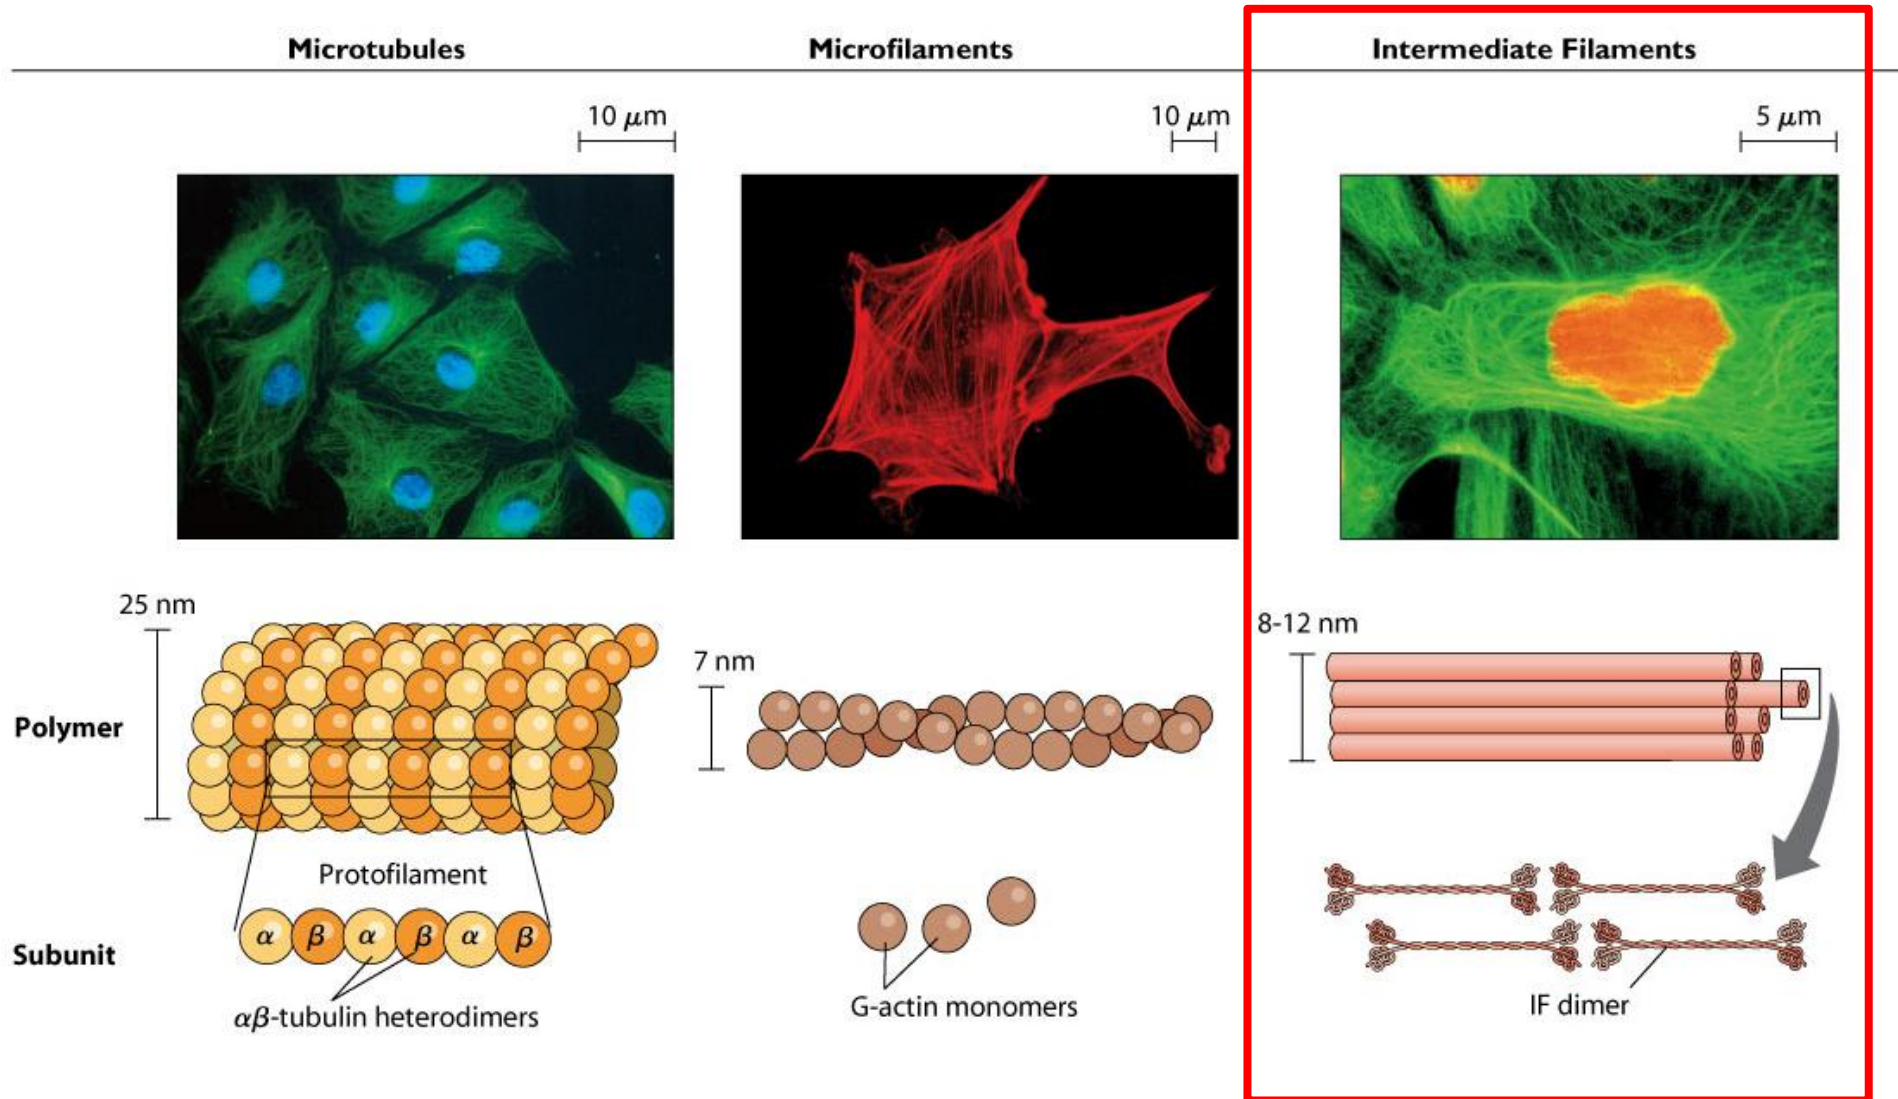 Microtubules
Microfilaments
Intermediate Filaments
10 μm
10 μm
5 μm
25 nm
7 nm
8-12 nm
Polymer
Protofilament
Subunit
α β α β α β
αβ-tubulin heterodimers
G-actin monomers
IF dimer